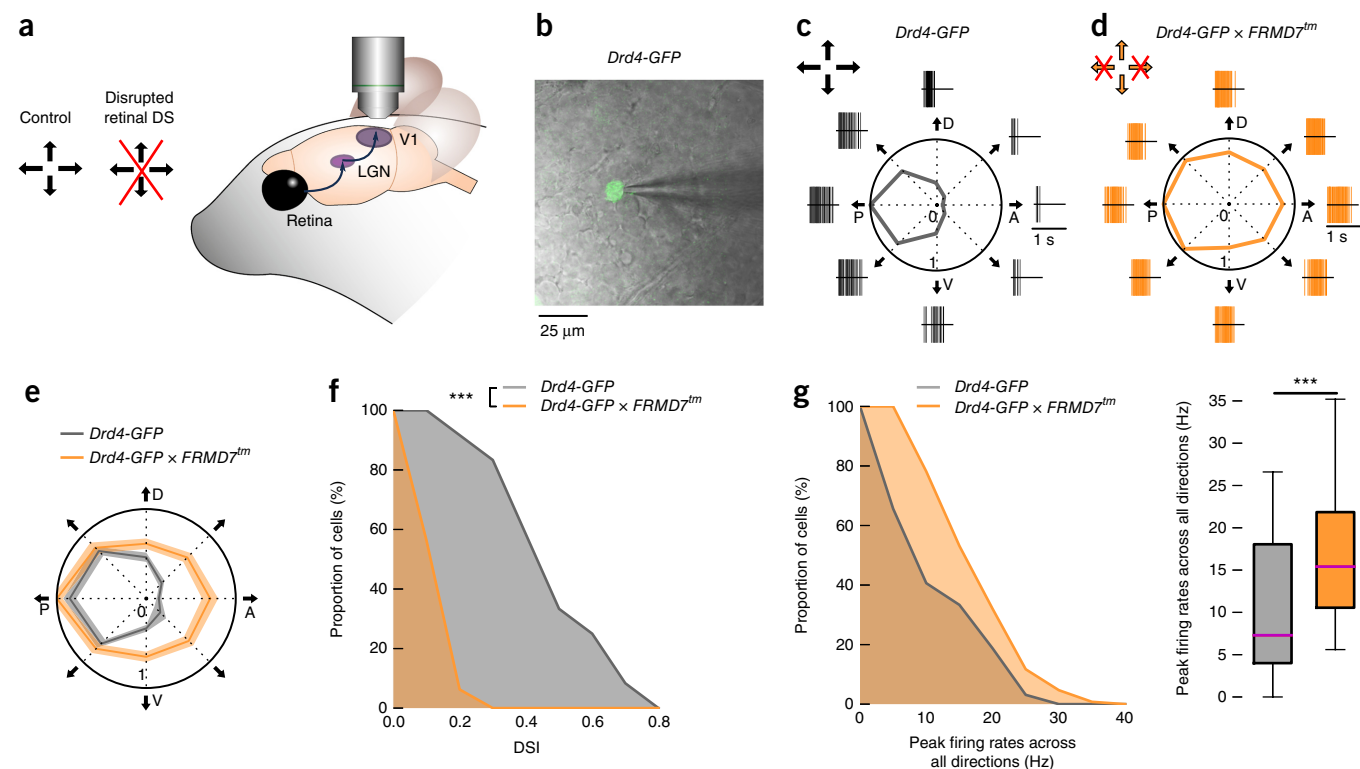 a
Control
Disrupted
retinal DS
V1
LGN
Retina
b
Drd4-GFP
25 μm
c
Drd4-GFP
D
P
0
A
1
V
1 s
d
Drd4-GFP × FRMD7tm
D
P
0
A
1
V
1 s
e
Drd4-GFP
Drd4-GFP × FRMD7tm
D
P
0
A
1
V
f
***
Drd4-GFP
Drd4-GFP × FRMD7tm
Proportion of cells (%)
100
80
60
40
20
0
0.0
0.2
0.4
0.6
0.8
DSI
g
Drd4-GFP
Drd4-GFP × FRMD7tm
Proportion of cells (%)
100
80
60
40
20
0
0
10
20
30
40
Peak firing rates across
all directions (Hz)
***
Peak firing rates across all directions (Hz)
35
30
25
20
15
10
5
0